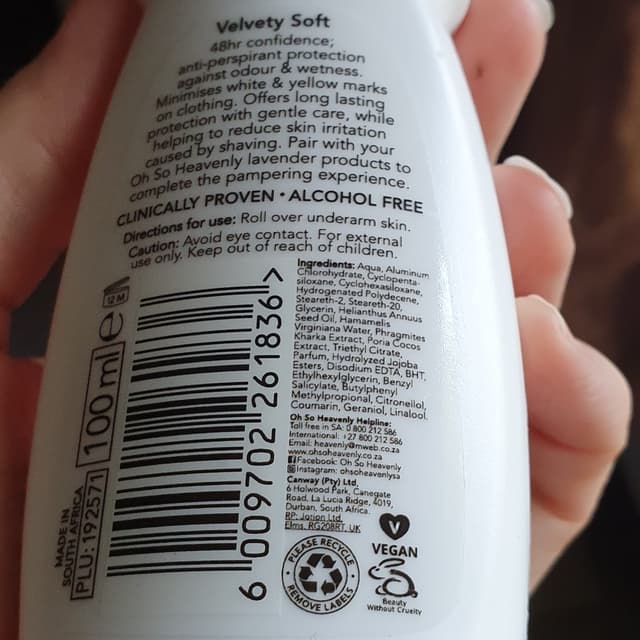 Velvety Soft
48hr confidence;
anti-perspirant protection
against odour & wetness.
Minimises white & yellow marks
on clothing. Offers long lasting
protection with gentle care, while
helping to reduce skin irritation
caused by shaving. Pair with your
Oh So Heavenly lavender products to
complete the pampering experience.
CLINICALLY PROVEN • ALCOHOL FREE
Directions for use: Roll over underarm skin.
Caution: Avoid eye contact. For external
use only. Keep out of reach of children.
12 M
100 ml e
MADE IN
SOUTH AFRICA
PLU: 192571
6 009702 261836 >
Ingredients: Aqua, Aluminum
Chlorohydrate, Cyclopenta-
siloxane, Cyclohexasiloxane,
Hydrogenated Polydecene,
Steareth-2, Steareth-20,
Glycerin, Helianthus Annuus
Seed Oil, Hamamelis
Virginiana Water, Phragmites
Kharka Extract, Poria Cocos
Extract, Triethyl Citrate,
Parfum, Hydrolyzed Jojoba
Esters, Disodium EDTA, BHT,
Ethylhexylglycerin, Benzyl
Salicylate, Butylphenyl
Methylpropional, Citronellol,
Coumarin, Geraniol, Linalool.
Oh So Heavenly Helpline:
Toll free in SA: 0 800 212 586
International: +27 800 212 586
Email: heavenly@mweb.co.za
www.ohsoheavenly.co.za
Facebook: Oh So Heavenly
Instagram: ohsoheavenlysa
Canway (Pty) Ltd,
6 Holwood Park, Canegate
Road, La Lucia Ridge, 4019,
Durban, South Africa.
RP: Jotion Ltd.
Elms, RG208RT, UK
PLEASE RECYCLE
REMOVE LABELS
V
VEGAN
Beauty
Without Cruelty